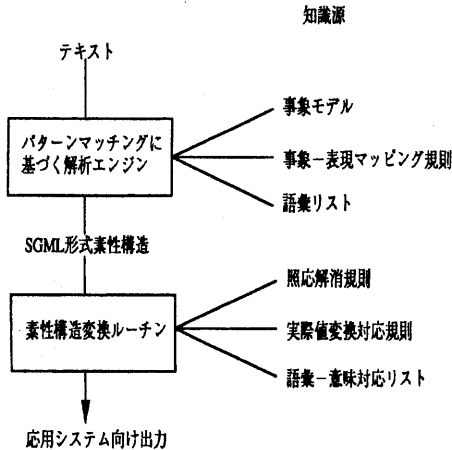 知識源
テキスト
事象モデル
パターンマッチングに
基づく解析エンジン
事象－表現マッピング規則
語彙リスト
SGML形式素性構造
照応解消規則
素性構造変換ルーチン
実際値変換対応規則
語彙－意味対応リスト
応用システム向け出力